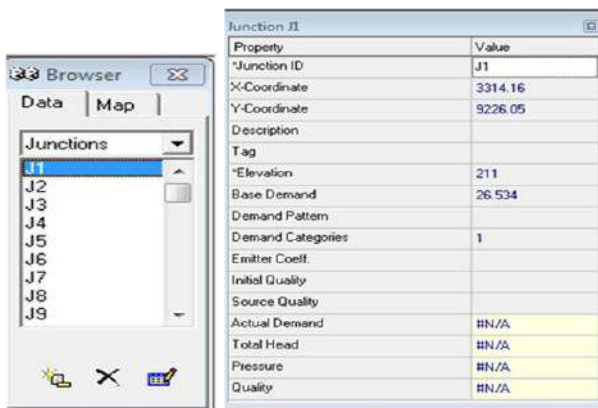 Browser
Data Map
Junctions
J1
J2
J3
J4
J5
J6
J7
J8
J9
Junction J1
Property Value
*Junction ID J1
X-Coordinate 3314.16
Y-Coordinate 9226.05
Description
Tag
*Elevation 211
Base Demand 26.534
Demand Pattern
Demand Categories 1
Emitter Coeff.
Initial Quality
Source Quality
Actual Demand #N/A
Total Head #N/A
Pressure #N/A
Quality #N/A